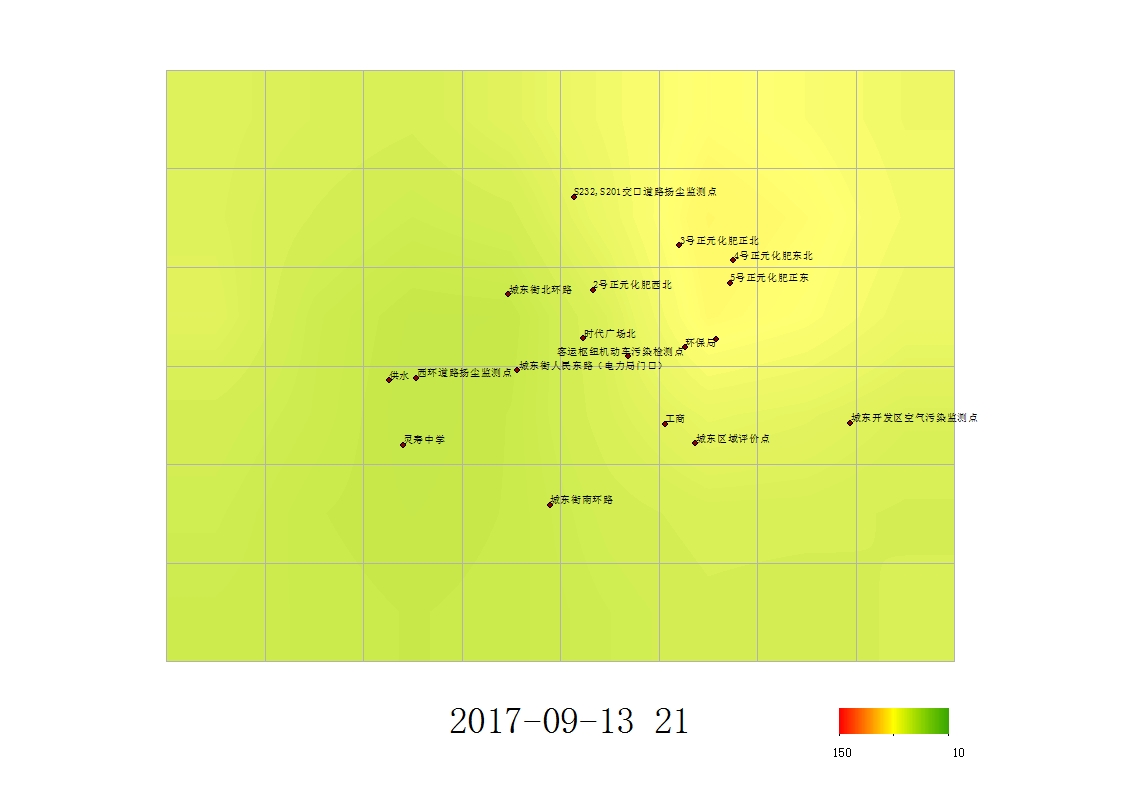 S232,S201交口道路扬尘监测点
3号正元化肥正北
4号正元化肥东北
5号正元化肥正东
2号正元化肥西北
城东街北环路
时代广场北
环保局
客运枢纽机动车污染检测点
城东街人民东路（电力局门口）
西环道路扬尘监测点
供水
工商
城东开发区空气污染监测点
城东区域评价点
灵寿中学
城东街南环路
2017-09-13 21
150 10